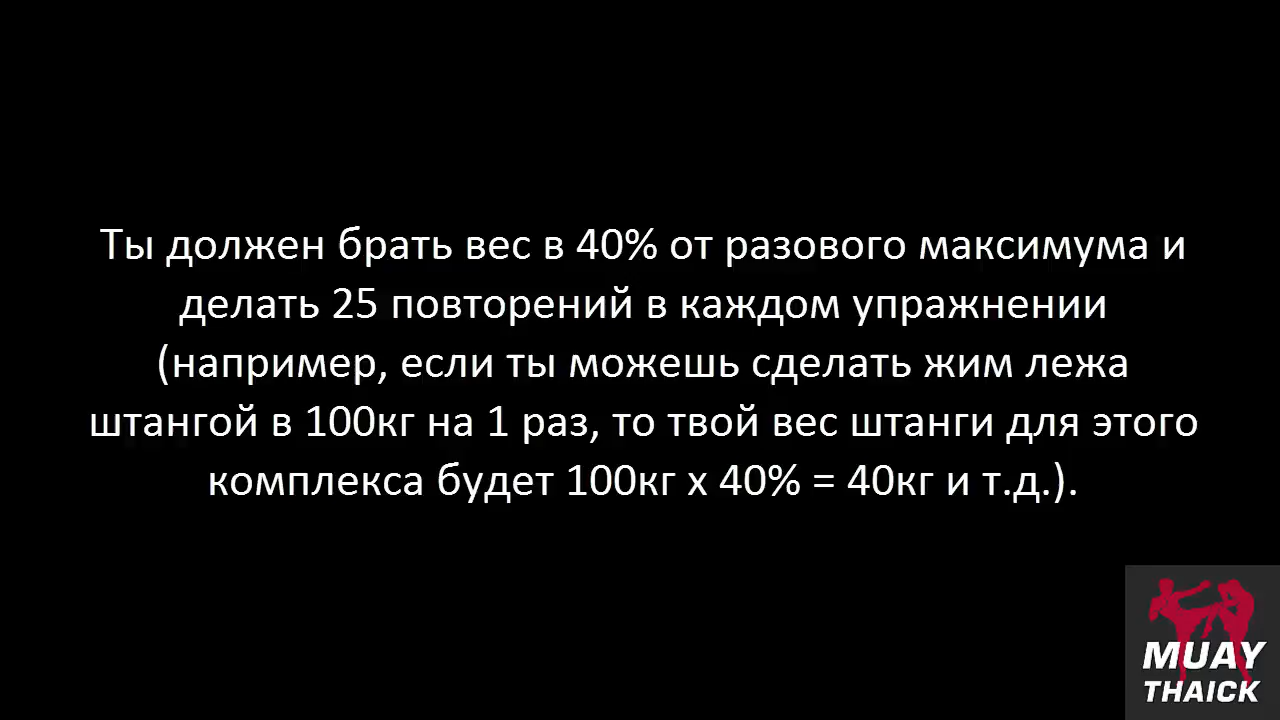 Ты должен брать вес в 40% от разового максимума и
делать 25 повторений в каждом упражнении
(например, если ты можешь сделать жим лежа
штангой в 100кг на 1 раз, то твой вес штанги для этого
комплекса будет 100кг х 40% = 40кг и т.д.).
MUAY
THAICK